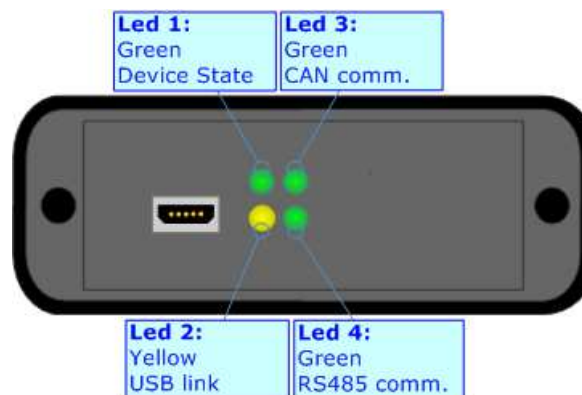 Led 1:
Green
Device State
Led 3:
Green
CAN comm.
Led 2:
Yellow
USB link
Led 4:
Green
RS485 comm.